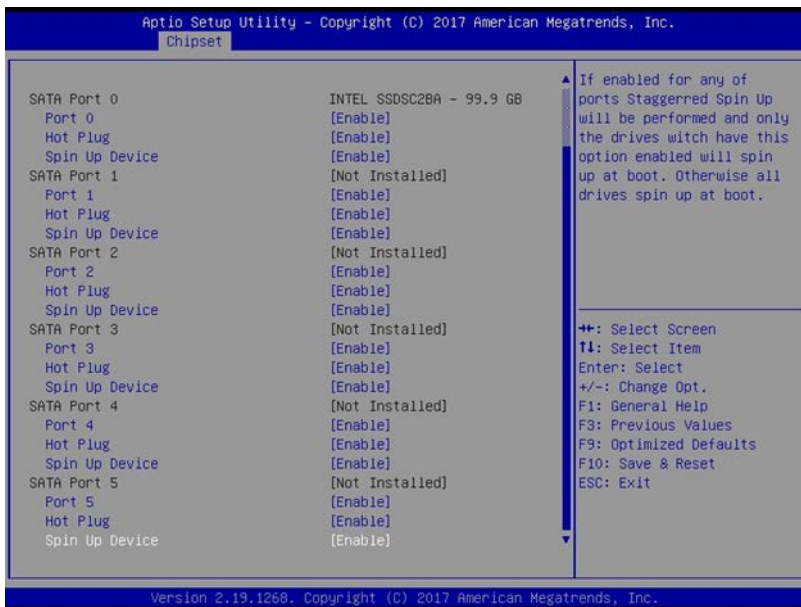 Aptio Setup Utility – Copyright (C) 2017 American Megatrends, Inc.
Chipset
SATA Port 0 INTEL SSDSC2BA - 99.9 GB
Port 0 [Enable]
Hot Plug [Enable]
Spin Up Device [Enable]
SATA Port 1 [Not Installed]
Port 1 [Enable]
Hot Plug [Enable]
Spin Up Device [Enable]
SATA Port 2 [Not Installed]
Port 2 [Enable]
Hot Plug [Enable]
Spin Up Device [Enable]
SATA Port 3 [Not Installed]
Port 3 [Enable]
Hot Plug [Enable]
Spin Up Device [Enable]
SATA Port 4 [Not Installed]
Port 4 [Enable]
Hot Plug [Enable]
Spin Up Device [Enable]
SATA Port 5 [Not Installed]
Port 5 [Enable]
Hot Plug [Enable]
Spin Up Device [Enable]
If enabled for any of
ports Staggerred Spin Up
will be performed and only
the drives witch have this
option enabled will spin
up at boot. Otherwise all
drives spin up at boot.
→←: Select Screen
↑↓: Select Item
Enter: Select
+/-: Change Opt.
F1: General Help
F3: Previous Values
F9: Optimized Defaults
F10: Save & Reset
ESC: Exit
Version 2.19.1268. Copyright (C) 2017 American Megatrends, Inc.